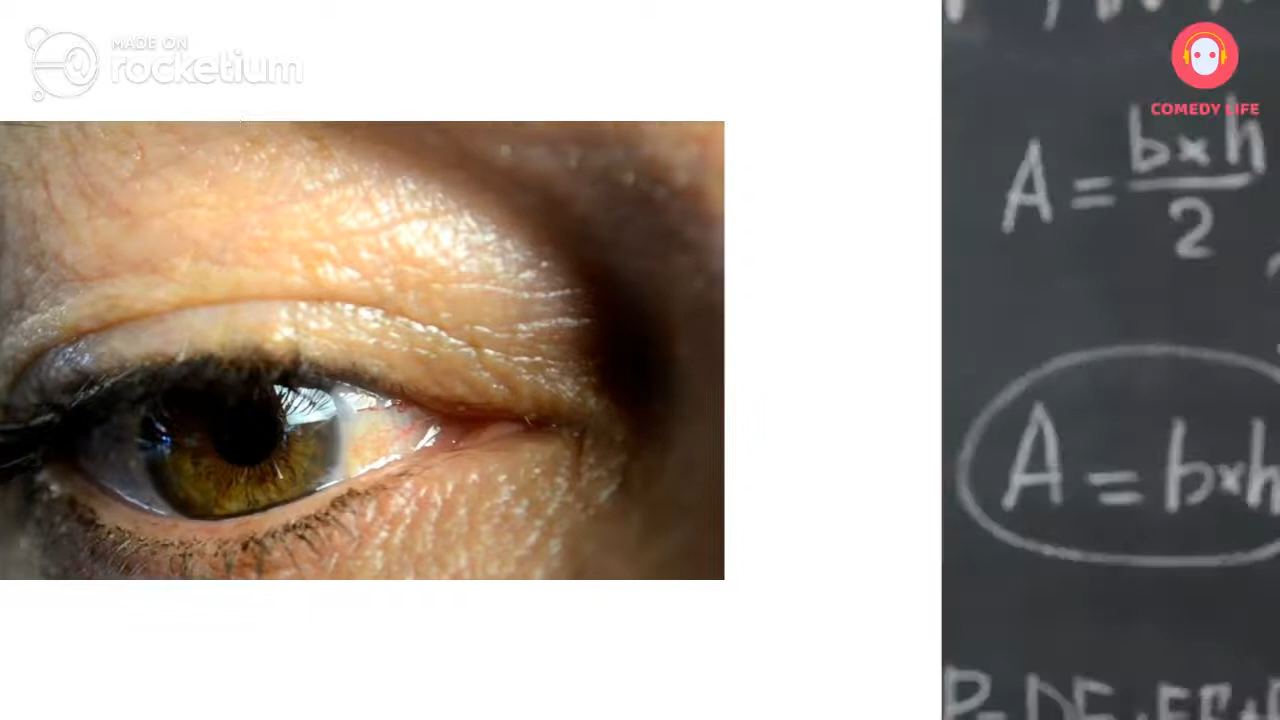 MADE ON
rocketium
COMEDY LIFE
A = b×h
2
A = b×h